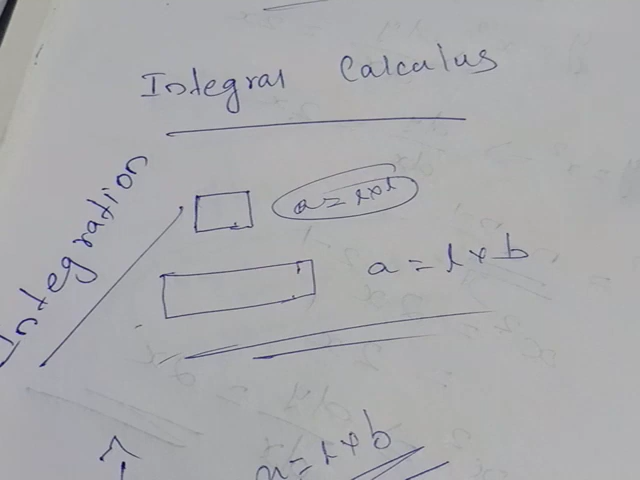 Integral Calculus
Integration
a = l×l
a = l × b
a = l × b